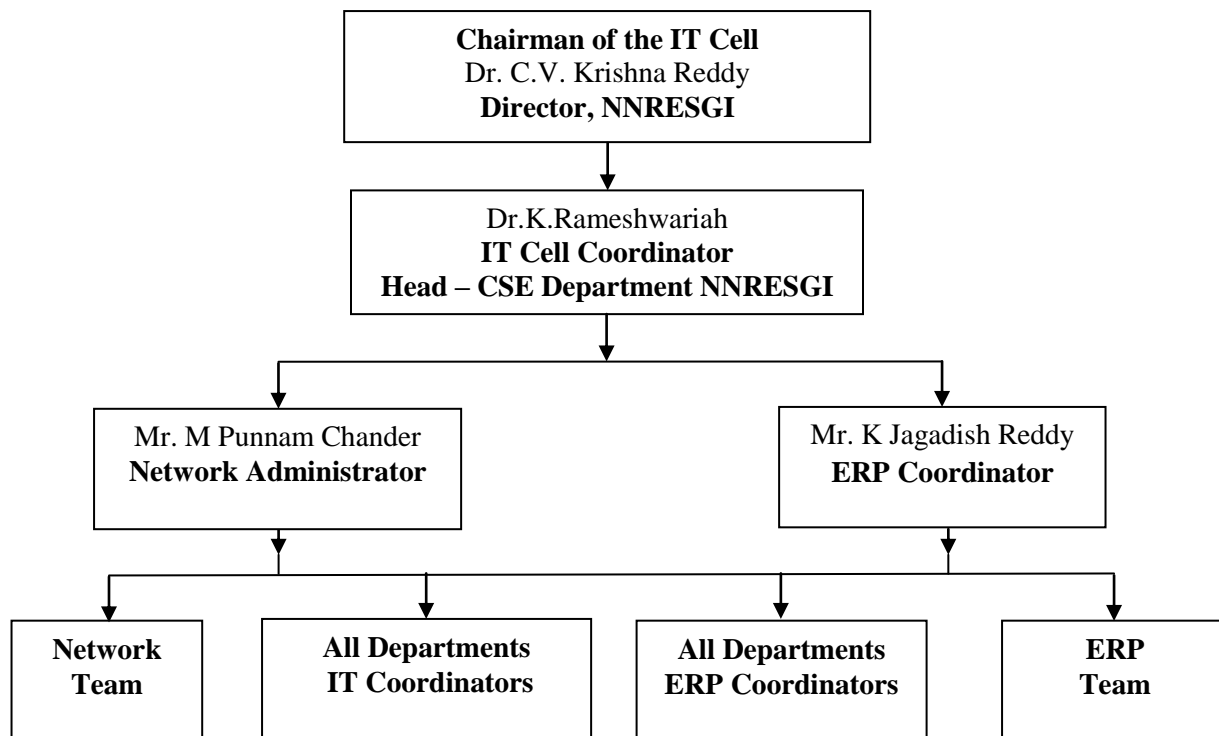 Chairman of the IT Cell
Dr. C.V. Krishna Reddy
Director, NNRESGI
Dr.K.Rameshwariah
IT Cell Coordinator
Head – CSE Department NNRESGI
Mr. M Punnam Chander
Network Administrator
Mr. K Jagadish Reddy
ERP Coordinator
Network
Team
All Departments
IT Coordinators
All Departments
ERP Coordinators
ERP
Team